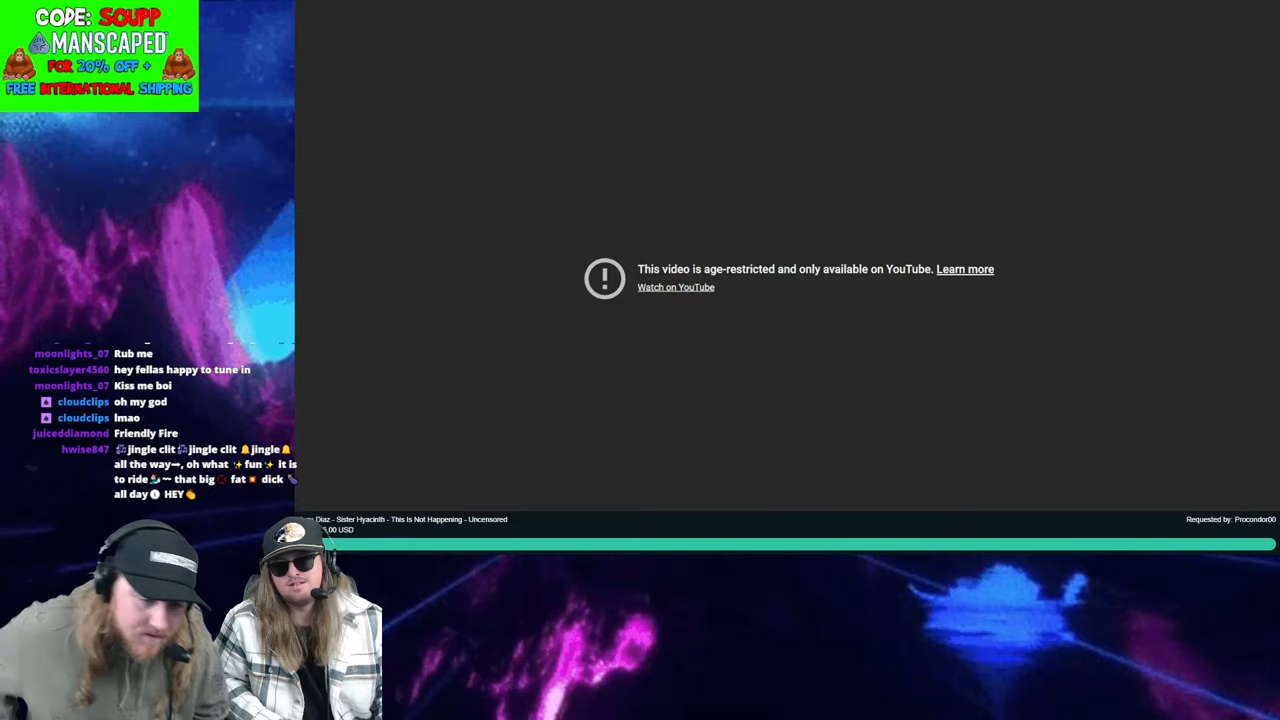 CODE: SOUPP
MANSCAPED
FOR 20% OFF +
FREE INTERNATIONAL SHIPPING
This video is age-restricted and only available on YouTube. Learn more
Watch on YouTube
moonlights_07 Rub me
toxicslayer4560 hey fellas happy to tune in
moonlights_07 Kiss me boi
cloudclips oh my god
cloudclips lmao
juiceddiamond Friendly Fire
hwise847 🎶jingle clit🎶jingle clit 🔔jingle🔔
all the way➡, oh what ✨fun✨ it is
to ride🏇 〰 that big💢 fat💥 dick 🍆
all day🕛 HEY👏
Diaz - Sister Hyacinth - This Is Not Happening - Uncensored
Requested by: Procondor00
.00 USD